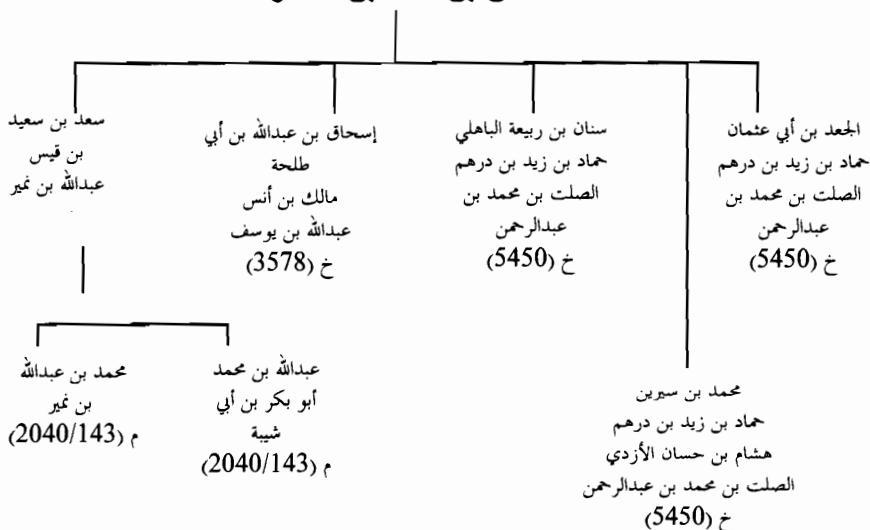 الجعد بن أبي عثمان
حماد بن زيد بن درهم
الصلت بن محمد بن
عبدالرحمن
خ (5450)
سنان بن ربيعة الباهلي
حماد بن زيد بن درهم
الصلت بن محمد بن
عبدالرحمن
خ (5450)
إسحاق بن عبدالله بن أبي
طلحة
مالك بن أنس
عبدالله بن يوسف
خ (3578)
سعد بن سعيد
بن قيس
عبدالله بن نمير
محمد بن سيرين
حماد بن زيد بن درهم
هشام بن حسان الأزدي
الصلت بن محمد بن عبدالرحمن
خ (5450)
عبدالله بن محمد
أبو بكر بن أبي
شيبة
م (2040/143)
محمد بن عبدالله
بن نمير
م (2040/143)